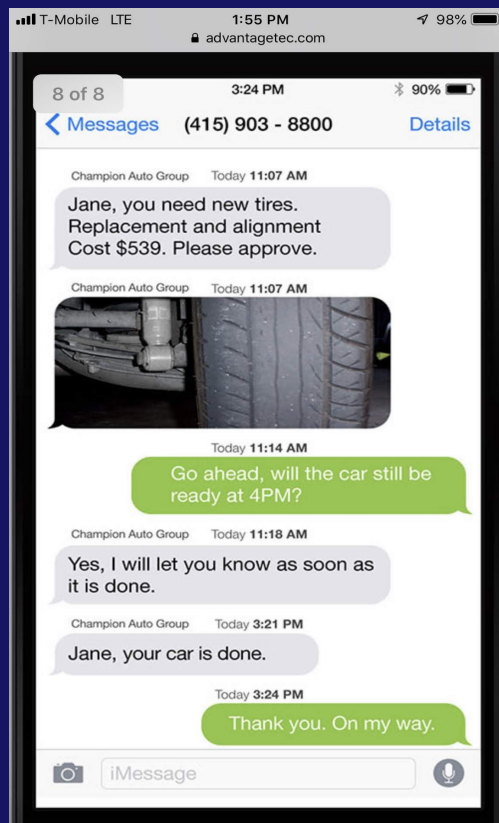 T-Mobile LTE 1:55 PM 98%
advantagetec.com
8 of 8
3:24 PM 90%
Messages (415) 903 - 8800 Details
Champion Auto Group Today 11:07 AM
Jane, you need new tires.
Replacement and alignment
Cost $539. Please approve.
Champion Auto Group Today 11:07 AM
Today 11:14 AM
Go ahead, will the car still be
ready at 4PM?
Champion Auto Group Today 11:18 AM
Yes, I will let you know as soon as
it is done.
Champion Auto Group Today 3:21 PM
Jane, your car is done.
Today 3:24 PM
Thank you. On my way.
iMessage